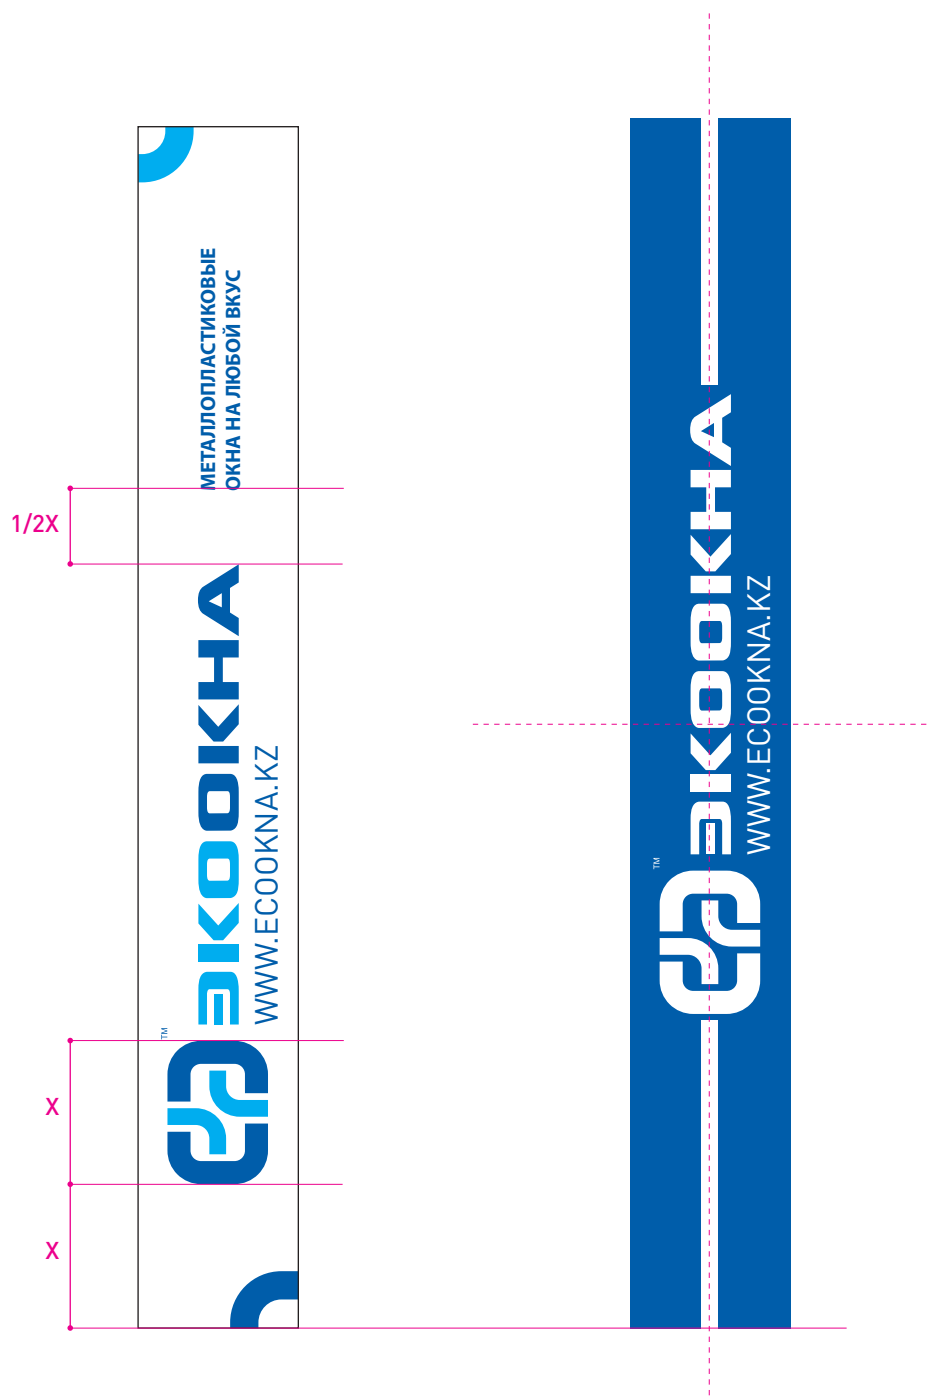 МЕТАЛЛОПЛАСТИКОВЫЕ
ОКНА НА ЛЮБОЙ ВКУС
1/2X
ЭКООКНА
WWW.ECOOKNA.KZ
TM
X
X
ЭКООКНА
WWW.ECOOKNA.KZ
TM